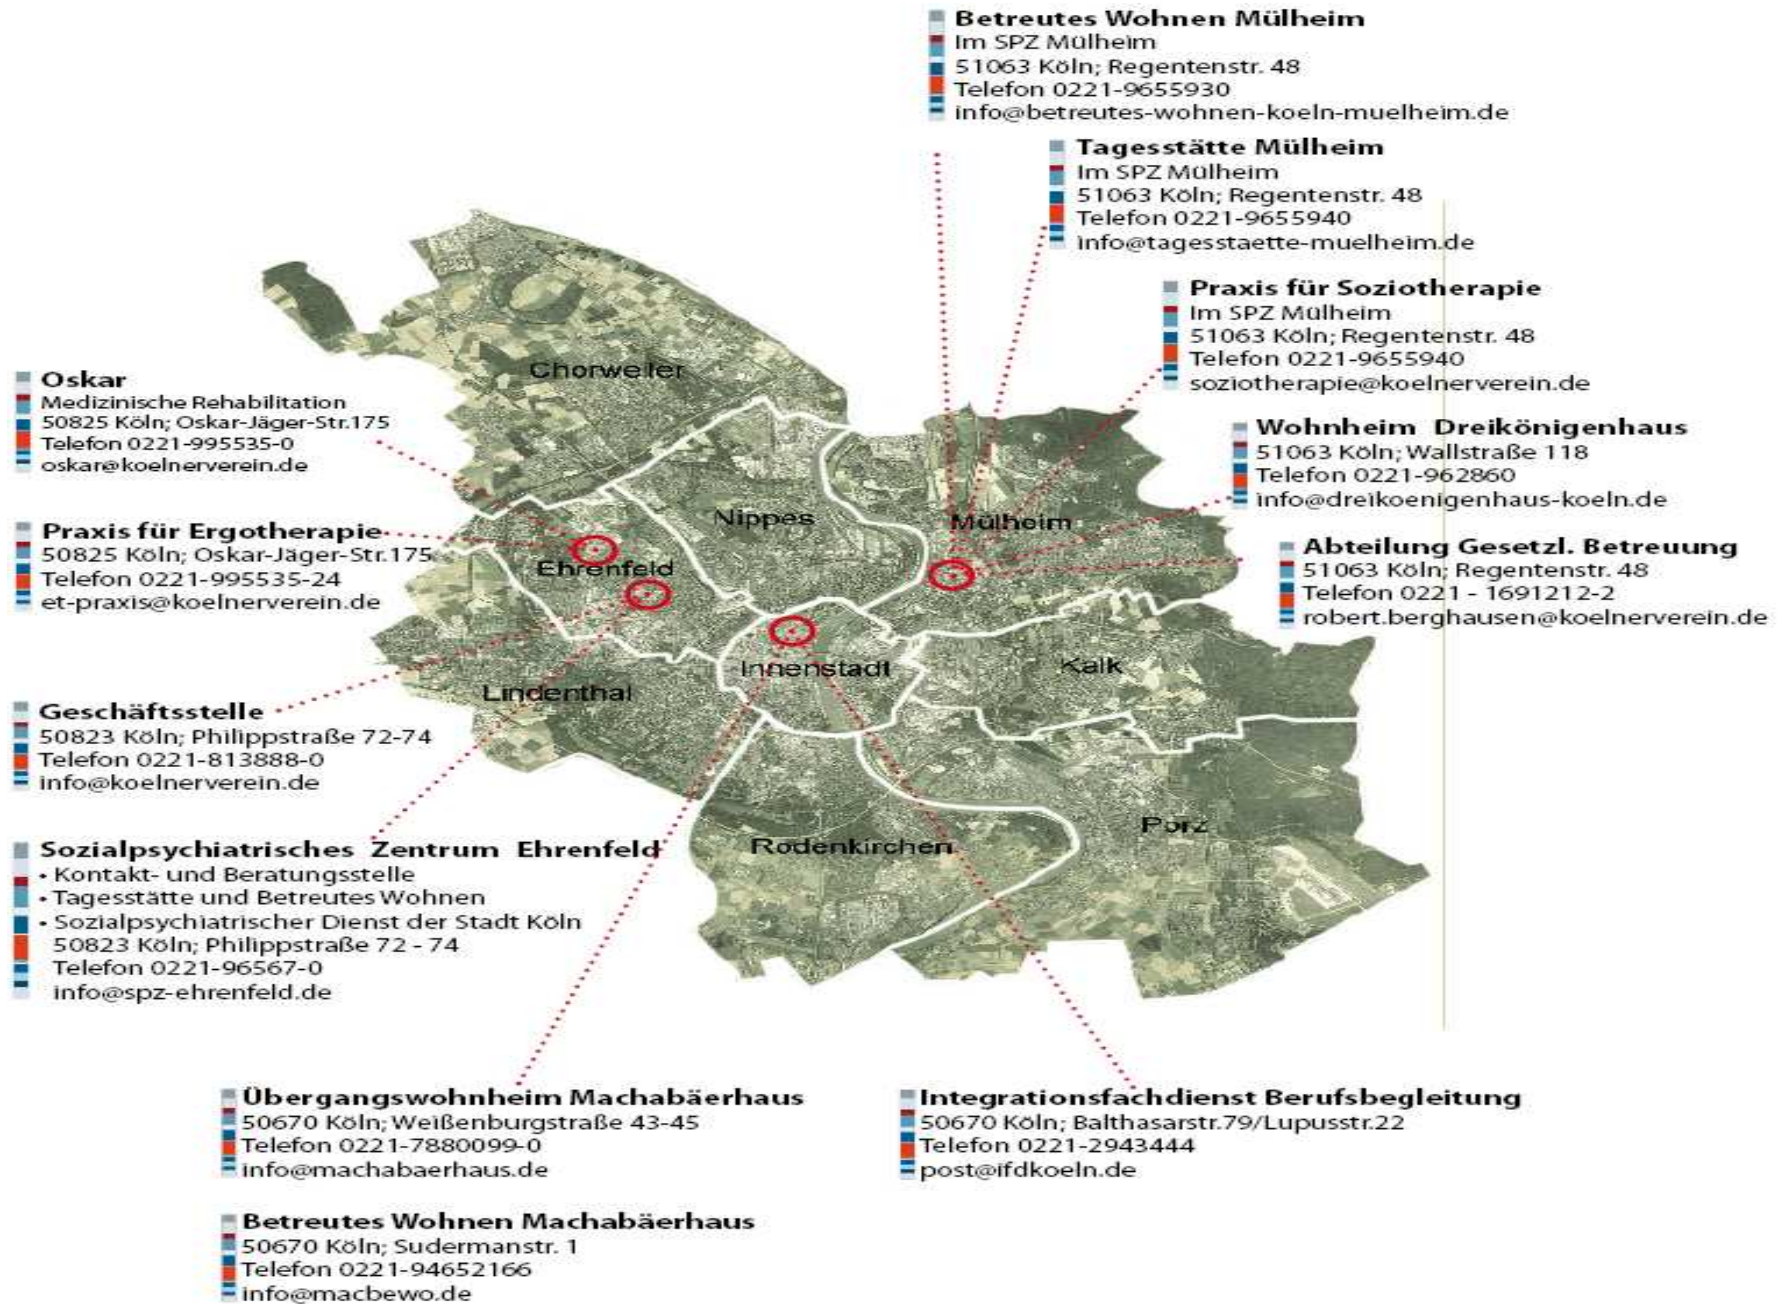 Betreutes Wohnen Mülheim
Im SPZ Mülheim
51063 Köln; Regentenstr. 48
Telefon 0221-9655930
info@betreutes-wohnen-koeln-muelheim.de
Tagesstätte Mülheim
Im SPZ Mülheim
51063 Köln; Regentenstr. 48
Telefon 0221-9655940
info@tagesstaette-muelheim.de
Praxis für Soziotherapie
Im SPZ Mülheim
51063 Köln; Regentenstr. 48
Telefon 0221-9655940
soziotherapie@koelnerverein.de
Wohnheim Dreikönigenhaus
51063 Köln; Wallstraße 118
Telefon 0221-962860
info@dreikoenigenhaus-koeln.de
Abteilung Gesetzl. Betreuung
51063 Köln; Regentenstr. 48
Telefon 0221 - 1691212-2
robert.berghausen@koelnerverein.de
Oskar
Medizinische Rehabilitation
50825 Köln; Oskar-Jäger-Str.175
Telefon 0221-995535-0
oskar@koelnerverein.de
Praxis für Ergotherapie
50825 Köln; Oskar-Jäger-Str.175
Telefon 0221-995535-24
et-praxis@koelnerverein.de
Geschäftsstelle
50823 Köln; Philippstraße 72-74
Telefon 0221-813888-0
info@koelnerverein.de
Sozialpsychiatrisches Zentrum Ehrenfeld
• Kontakt- und Beratungsstelle
• Tagesstätte und Betreutes Wohnen
• Sozialpsychiatrischer Dienst der Stadt Köln
50823 Köln; Philippstraße 72 - 74
Telefon 0221-96567-0
info@spz-ehrenfeld.de
Chorweiler
Nippes
Mülheim
Ehrenfeld
Innenstadt
Kalk
Lindenthal
Rodenkirchen
Porz
Übergangswohnheim Machabäerhaus
50670 Köln; Weißenburgstraße 43-45
Telefon 0221-7880099-0
info@machabaerhaus.de
Integrationsfachdienst Berufsbegleitung
50670 Köln; Balthasarstr.79/Lupusstr.22
Telefon 0221-2943444
post@ifdkoeln.de
Betreutes Wohnen Machabäerhaus
50670 Köln; Sudermanstr. 1
Telefon 0221-94652166
info@macbewo.de